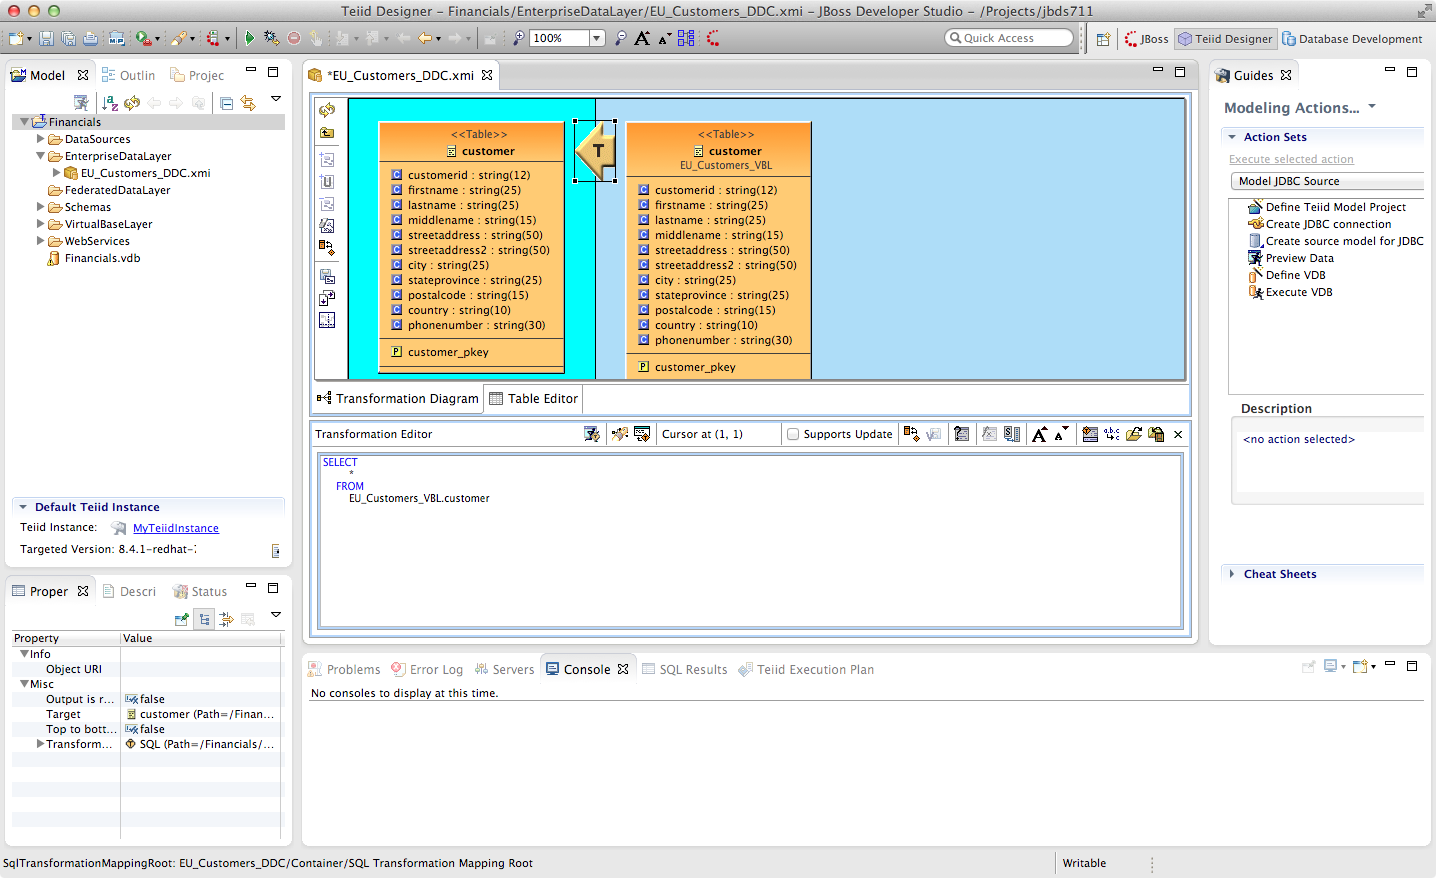 Teiid Designer – Financials/EnterpriseDataLayer/EU_Customers_DDC.xmi – JBoss Developer Studio – /Projects/jbds711
100%
Quick Access
JBoss
Teiid Designer
Database Development
Model
Outlin
Projec
Financials
DataSources
EnterpriseDataLayer
EU_Customers_DDC.xmi
FederatedDataLayer
Schemas
VirtualBaseLayer
WebServices
Financials.vdb
Default Teiid Instance
Teiid Instance: MyTeiidInstance
Targeted Version: 8.4.1-redhat-
Proper
Descri
Status
Property Value
Info
Object URI
Misc
Output is r... false
Target customer (Path=/Finan...
Top to bott... false
Transform... SQL (Path=/Financials/...
*EU_Customers_DDC.xmi
<<Table>>
customer
customerid : string(12)
firstname : string(25)
lastname : string(25)
middlename : string(15)
streetaddress : string(50)
streetaddress2 : string(50)
city : string(25)
stateprovince : string(25)
postalcode : string(15)
country : string(10)
phonenumber : string(30)
customer_pkey
T
<<Table>>
customer
EU_Customers_VBL
customerid : string(12)
firstname : string(25)
lastname : string(25)
middlename : string(15)
streetaddress : string(50)
streetaddress2 : string(50)
city : string(25)
stateprovince : string(25)
postalcode : string(15)
country : string(10)
phonenumber : string(30)
customer_pkey
Transformation Diagram
Table Editor
Transformation Editor
Cursor at (1, 1)
Supports Update
SELECT
*
FROM
EU_Customers_VBL.customer
Problems
Error Log
Servers
Console
SQL Results
Teiid Execution Plan
No consoles to display at this time.
Guides
Modeling Actions...
Action Sets
Execute selected action
Model JDBC Source
Define Teiid Model Project
Create JDBC connection
Create source model for JDBC
Preview Data
Define VDB
Execute VDB
Description
<no action selected>
Cheat Sheets
SqlTransformationMappingRoot: EU_Customers_DDC/Container/SQL Transformation Mapping Root
Writable